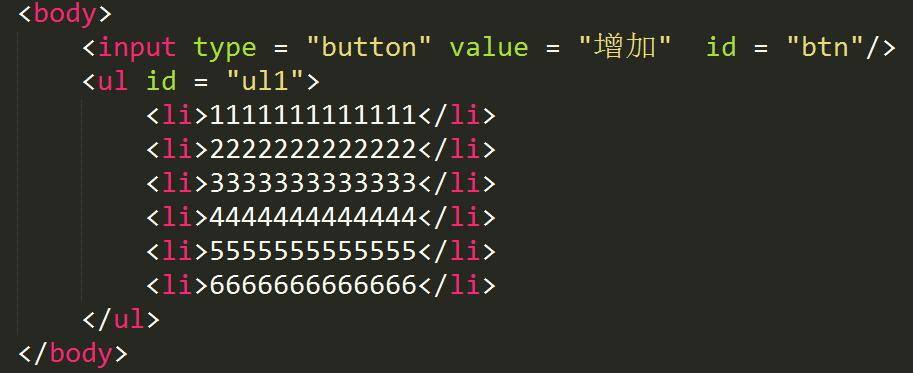 <body>
<input type = "button" value = "增加"  id = "btn"/>
<ul id = "ul1">
<li>1111111111111</li>
<li>2222222222222</li>
<li>3333333333333</li>
<li>4444444444444</li>
<li>5555555555555</li>
<li>6666666666666</li>
</ul>
</body>